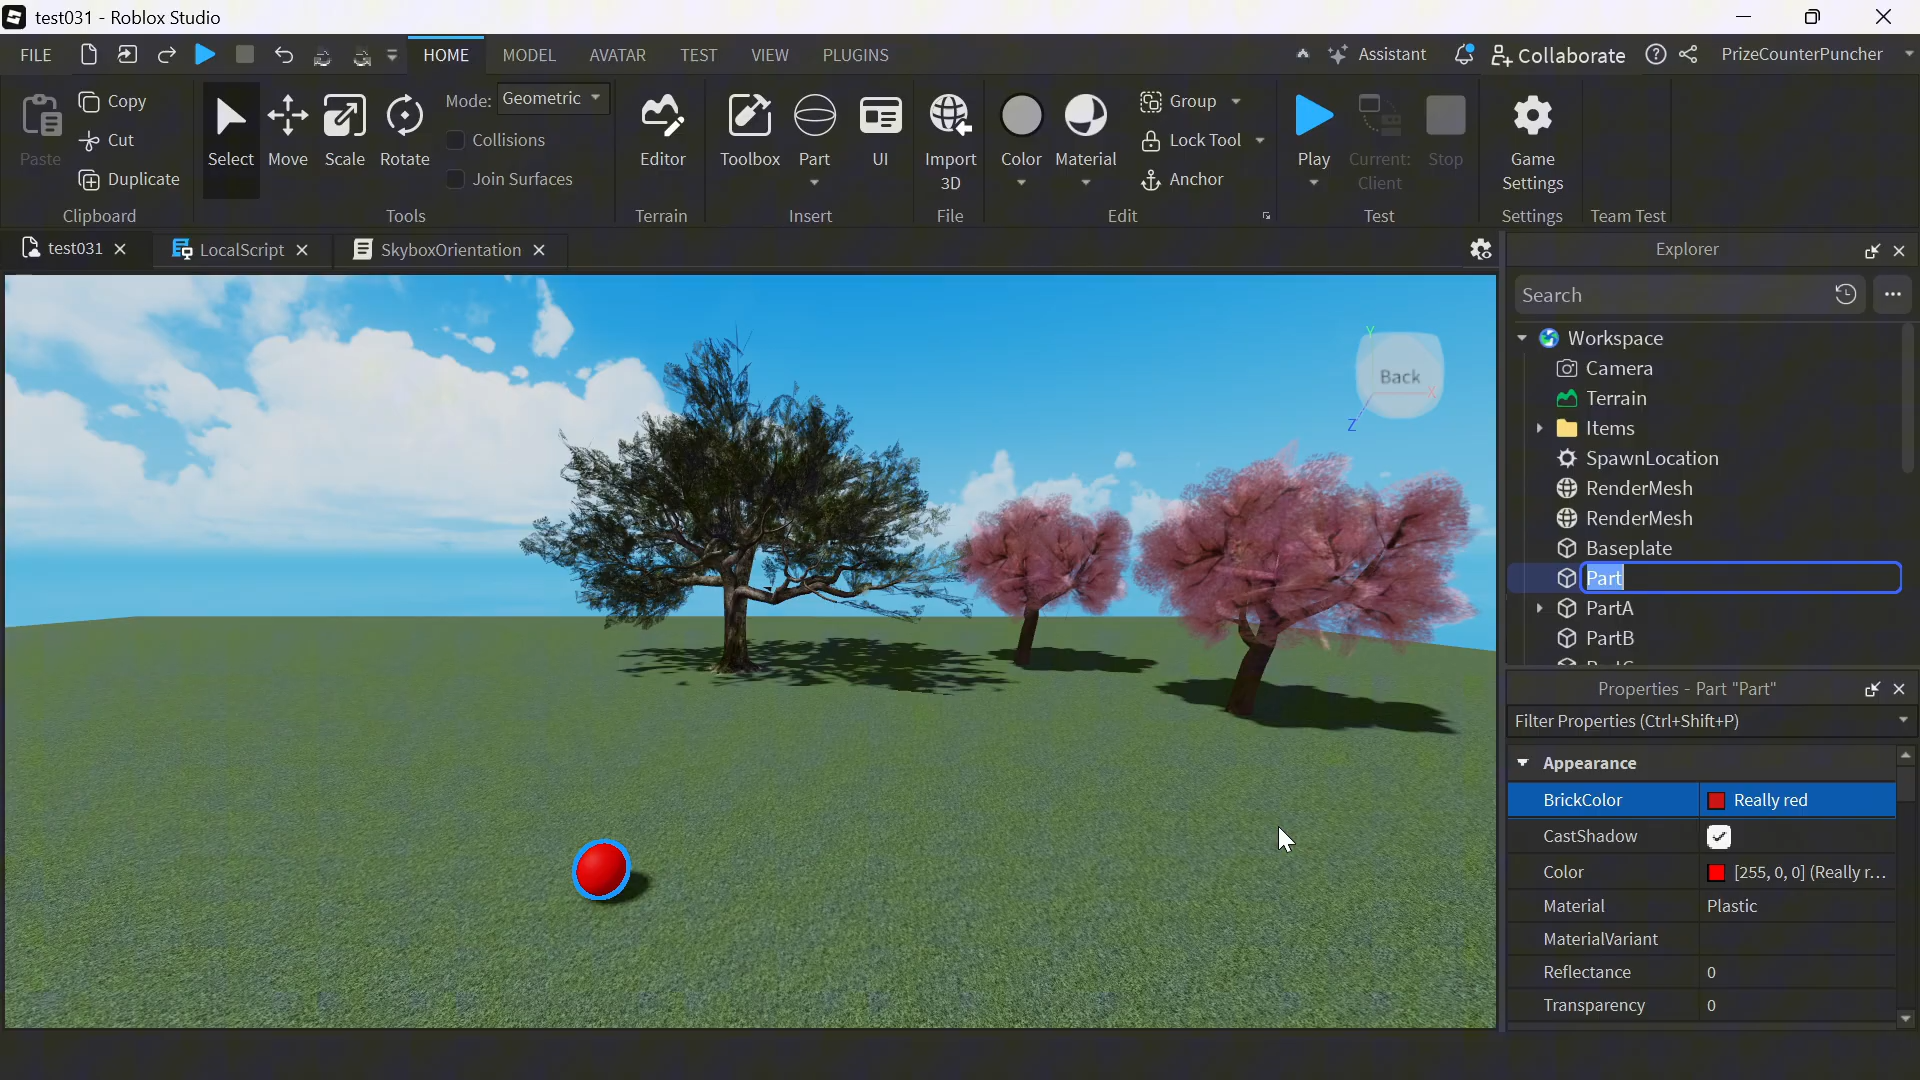 test031 - Roblox Studio
FILE HOME MODEL AVATAR TEST VIEW PLUGINS Assistant Collaborate PrizeCounterPuncher
Paste
Copy
Cut
Duplicate
Clipboard
Select
Move
Scale
Rotate
Mode: Geometric
Collisions
Join Surfaces
Tools
Editor
Terrain
Toolbox
Part
UI
Insert
Import
3D
File
Color
Material
Group
Lock Tool
Anchor
Edit
Play
Current:
Client
Stop
Test
Game
Settings
Settings
Team Test
test031
LocalScript
SkyboxOrientation
Y
Back
X
Z
Explorer
Search
Workspace
Camera
Terrain
Items
SpawnLocation
RenderMesh
RenderMesh
Baseplate
Part
PartA
PartB
Properties - Part "Part"
Filter Properties (Ctrl+Shift+P)
Appearance
BrickColor Really red
CastShadow
Color [255, 0, 0] (Really r...
Material Plastic
MaterialVariant
Reflectance 0
Transparency 0